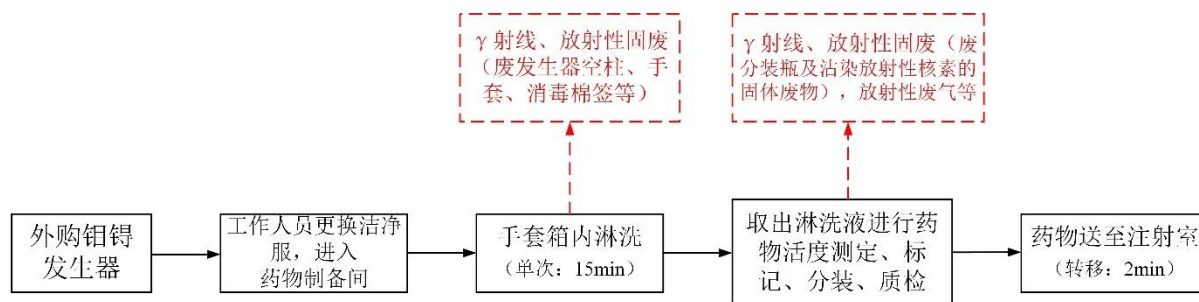 γ射线、放射性固废
（废发生器空柱、手
套、消毒棉签等）
γ射线、放射性固废（废
分装瓶及沾染放射性核素的
固体废物），放射性废气等
外购钼锝
发生器
工作人员更换洁净
服，进入
药物制备间
手套箱内淋洗
（单次：15min）
取出淋洗液进行药
物活度测定、标
记、分装、质检
药物送至注射室
（转移：2min）